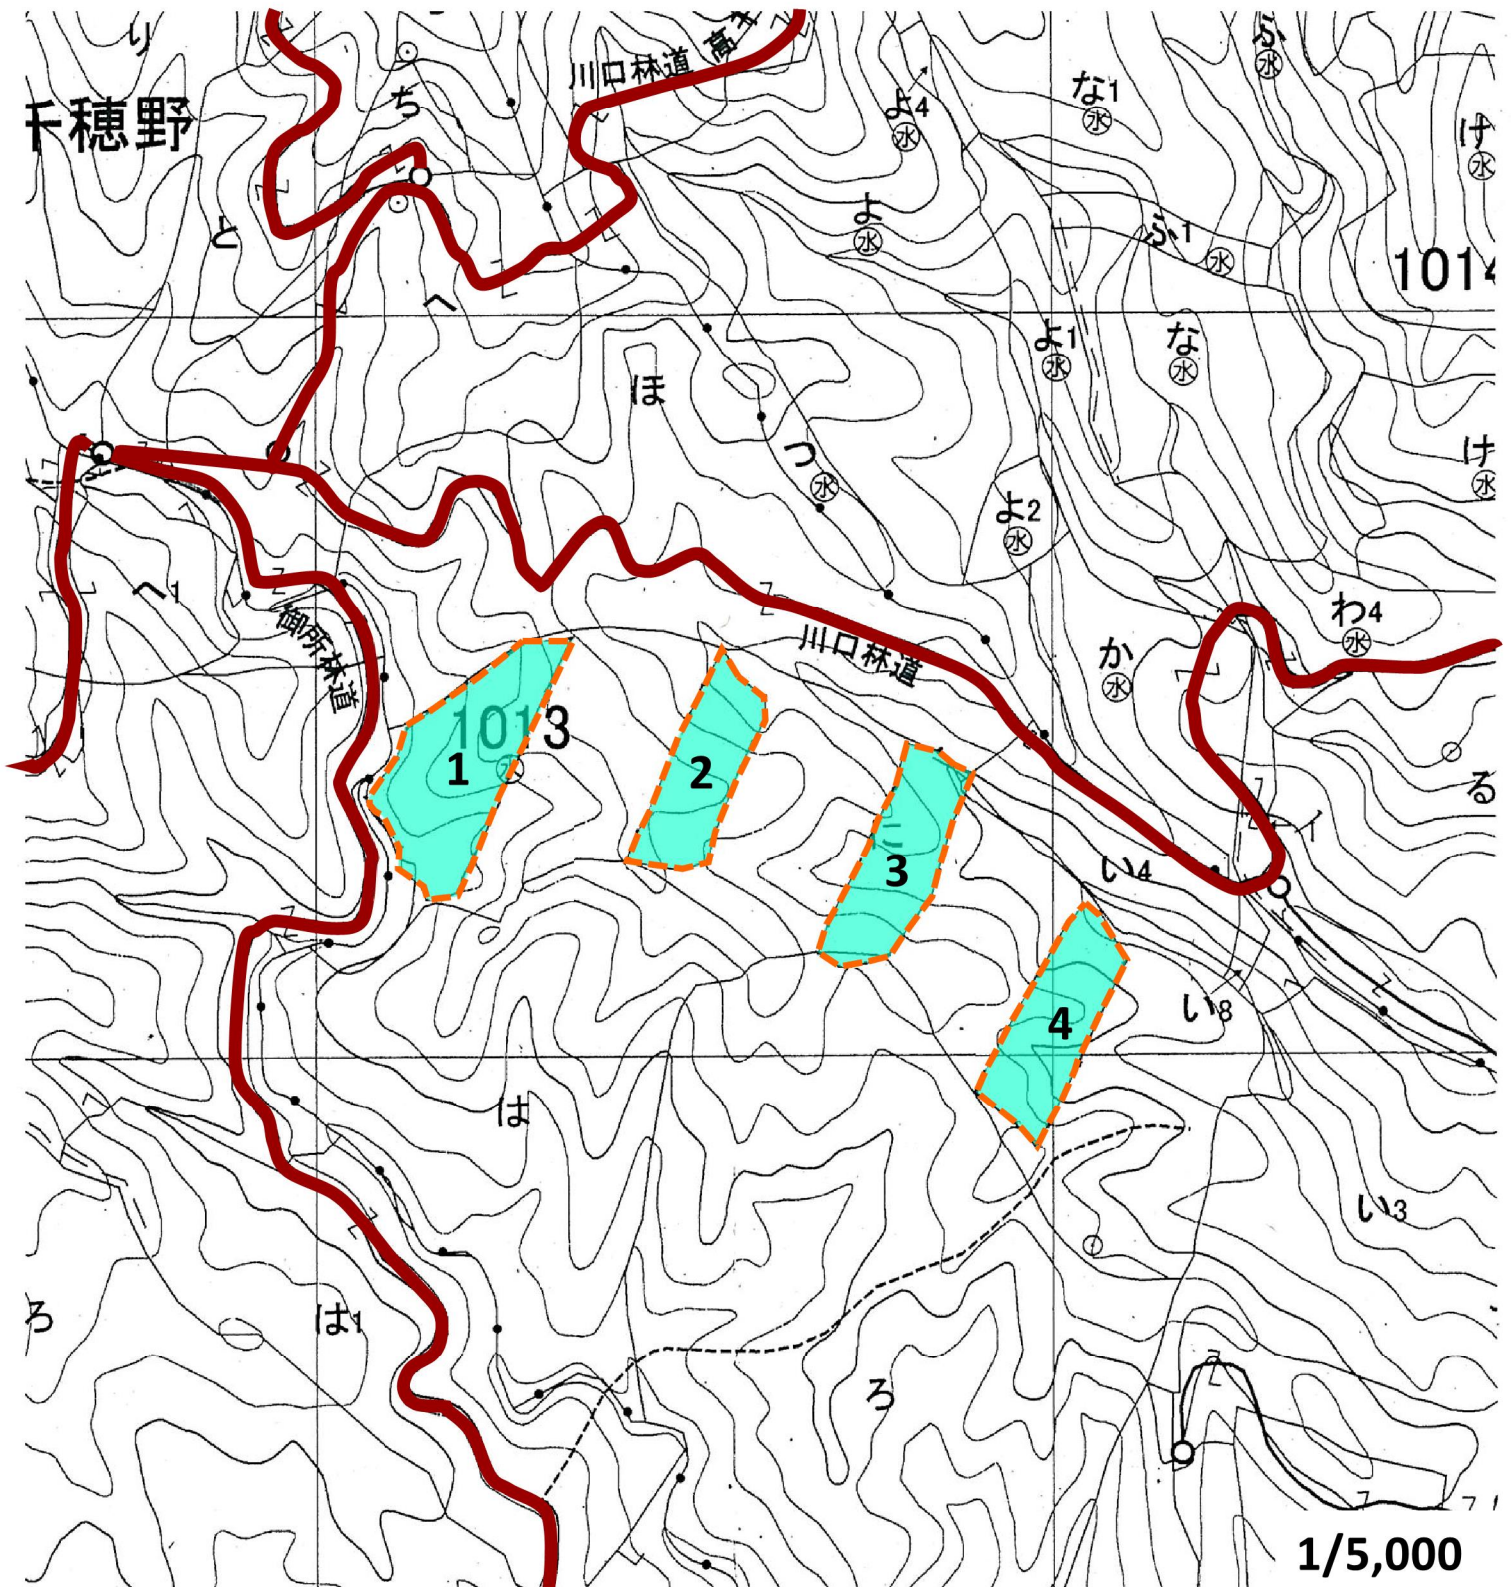 り
川口林道
ふ
水
な1
水
ち
よ4
水
千穂野
け
水
よ
水
と
ふ1
水
1014
へ
よ1
水
な
水
ほ
つ
水
け
水
よ2
水
へ1
御所林道
わ4
水
川口林道
か
水
1013
水
1
2
る
に
3
イ
い4
い8
4
は
い3
ろ
は1
ろ
1/5,000